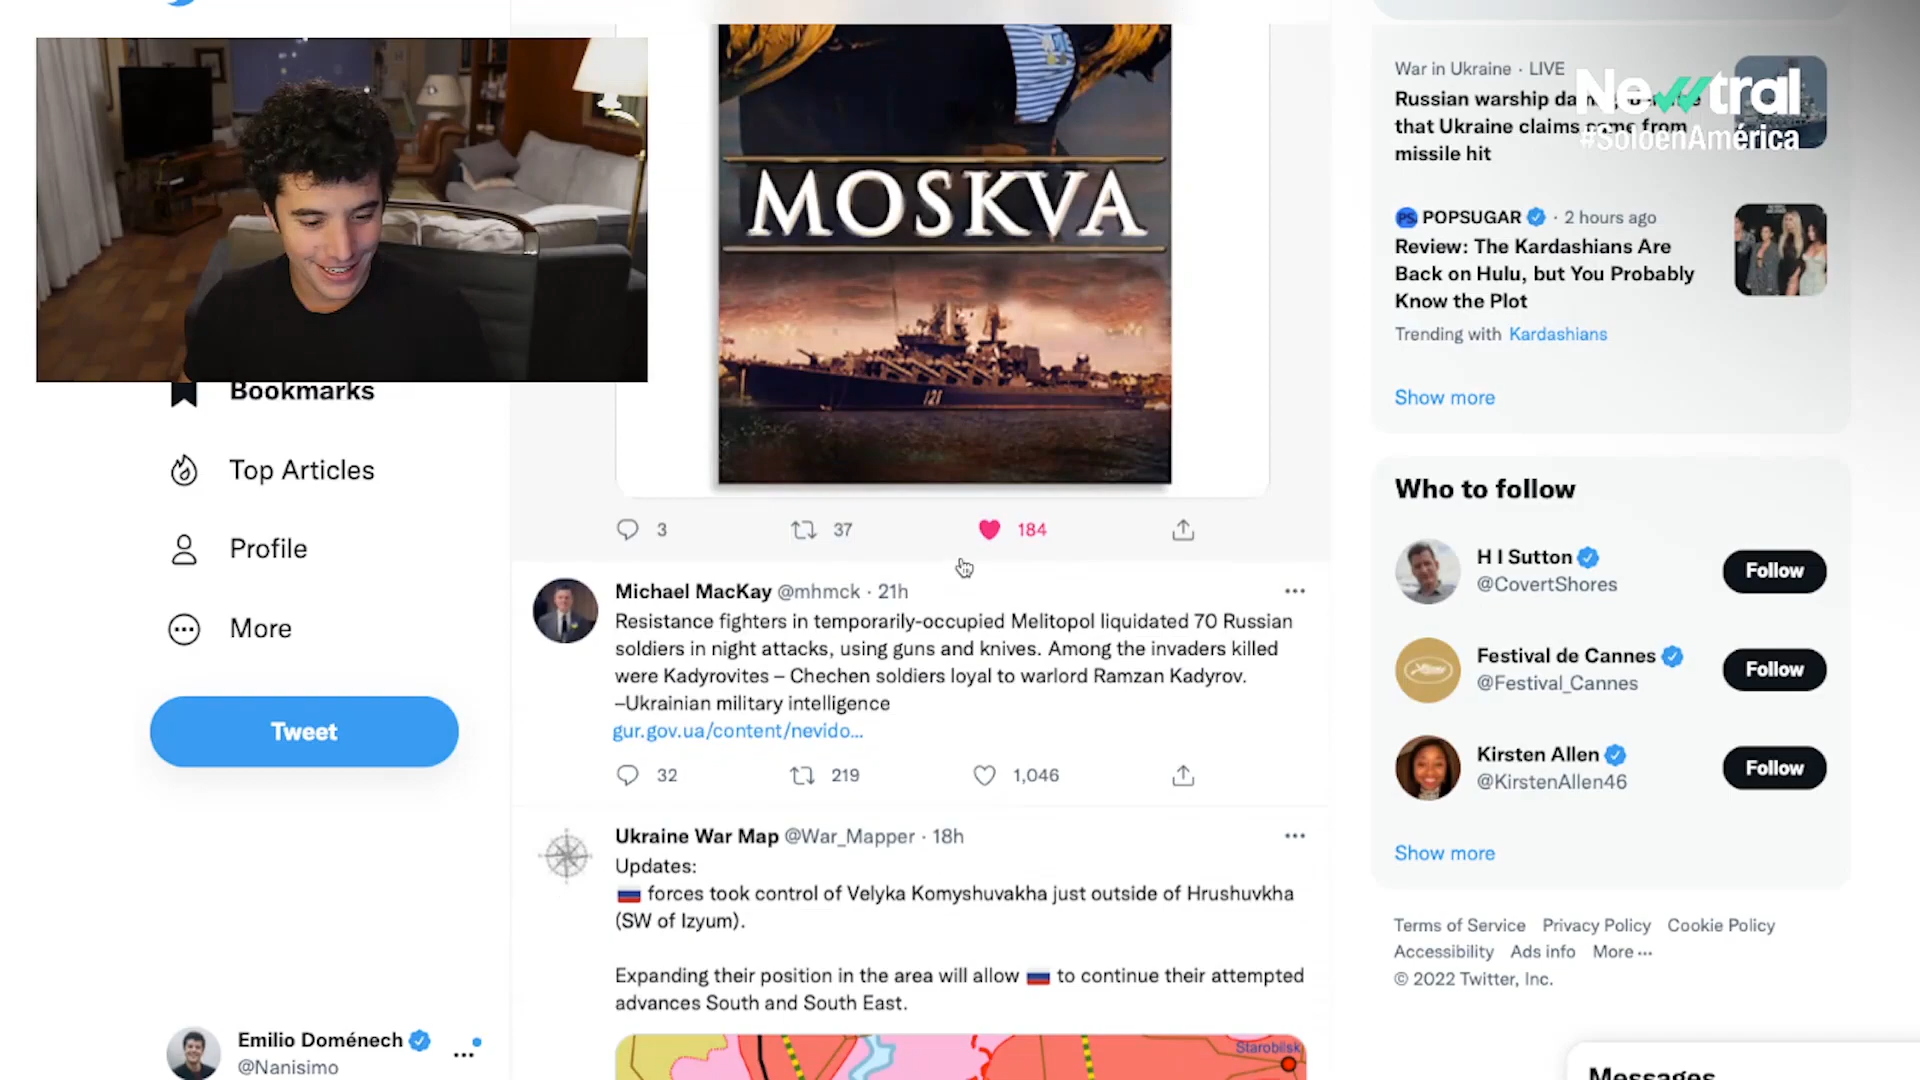 MOSKVA
121
3
37
184
Michael MacKay @mhmck · 21h
Resistance fighters in temporarily-occupied Melitopol liquidated 70 Russian
soldiers in night attacks, using guns and knives. Among the invaders killed
were Kadyrovites – Chechen soldiers loyal to warlord Ramzan Kadyrov.
–Ukrainian military intelligence
gur.gov.ua/content/nevido...
32
219
1,046
Ukraine War Map @War_Mapper · 18h
Updates:
forces took control of Velyka Komyshuvakha just outside of Hrushuvkha
(SW of Izyum).
Expanding their position in the area will allow to continue their attempted
advances South and South East.
Starobilsk
Bookmarks
Top Articles
Profile
More
Tweet
Emilio Doménech
@Nanisimo
War in Ukraine · LIVE
Russian warship
that Ukraine claims came from
missile hit
Newtral
#SoloenAmérica
PS POPSUGAR · 2 hours ago
Review: The Kardashians Are
Back on Hulu, but You Probably
Know the Plot
Trending with Kardashians
Show more
Who to follow
H I Sutton
@CovertShores
Follow
Festival de Cannes
@Festival_Cannes
Follow
Kirsten Allen
@KirstenAllen46
Follow
Show more
Terms of Service Privacy Policy Cookie Policy
Accessibility Ads info More ...
© 2022 Twitter, Inc.
Messages